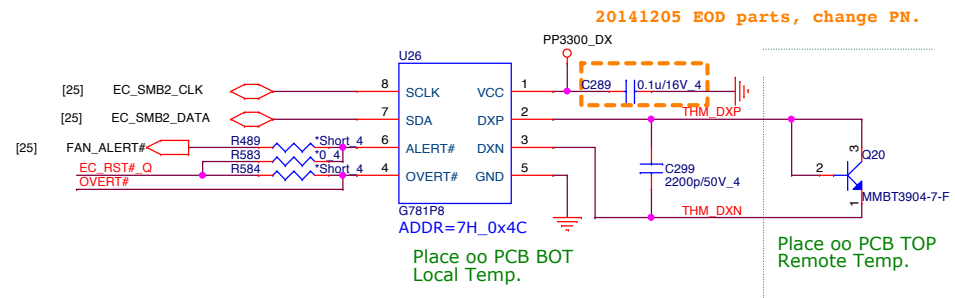 20141205 EOD parts, change PN.
PP3300_DX
U26
C289 0.1u/16V_4
[25] EC_SMB2_CLK 8 SCLK VCC 1
THM_DXP
[25] EC_SMB2_DATA 7 SDA DXP 2
[25] FAN_ALERT# R489 *Short_4 6 ALERT# DXN 3
R583 *0_4
EC_RST#_Q R584 *Short_4 4 OVERT# GND 5
OVERT#
C299
2200p/50V_4
2 3 Q20
1 MMBT3904-7-F
THM_DXN
G781P8
ADDR=7H_0x4C
Place oo PCB BOT
Local Temp.
Place oo PCB TOP
Remote Temp.